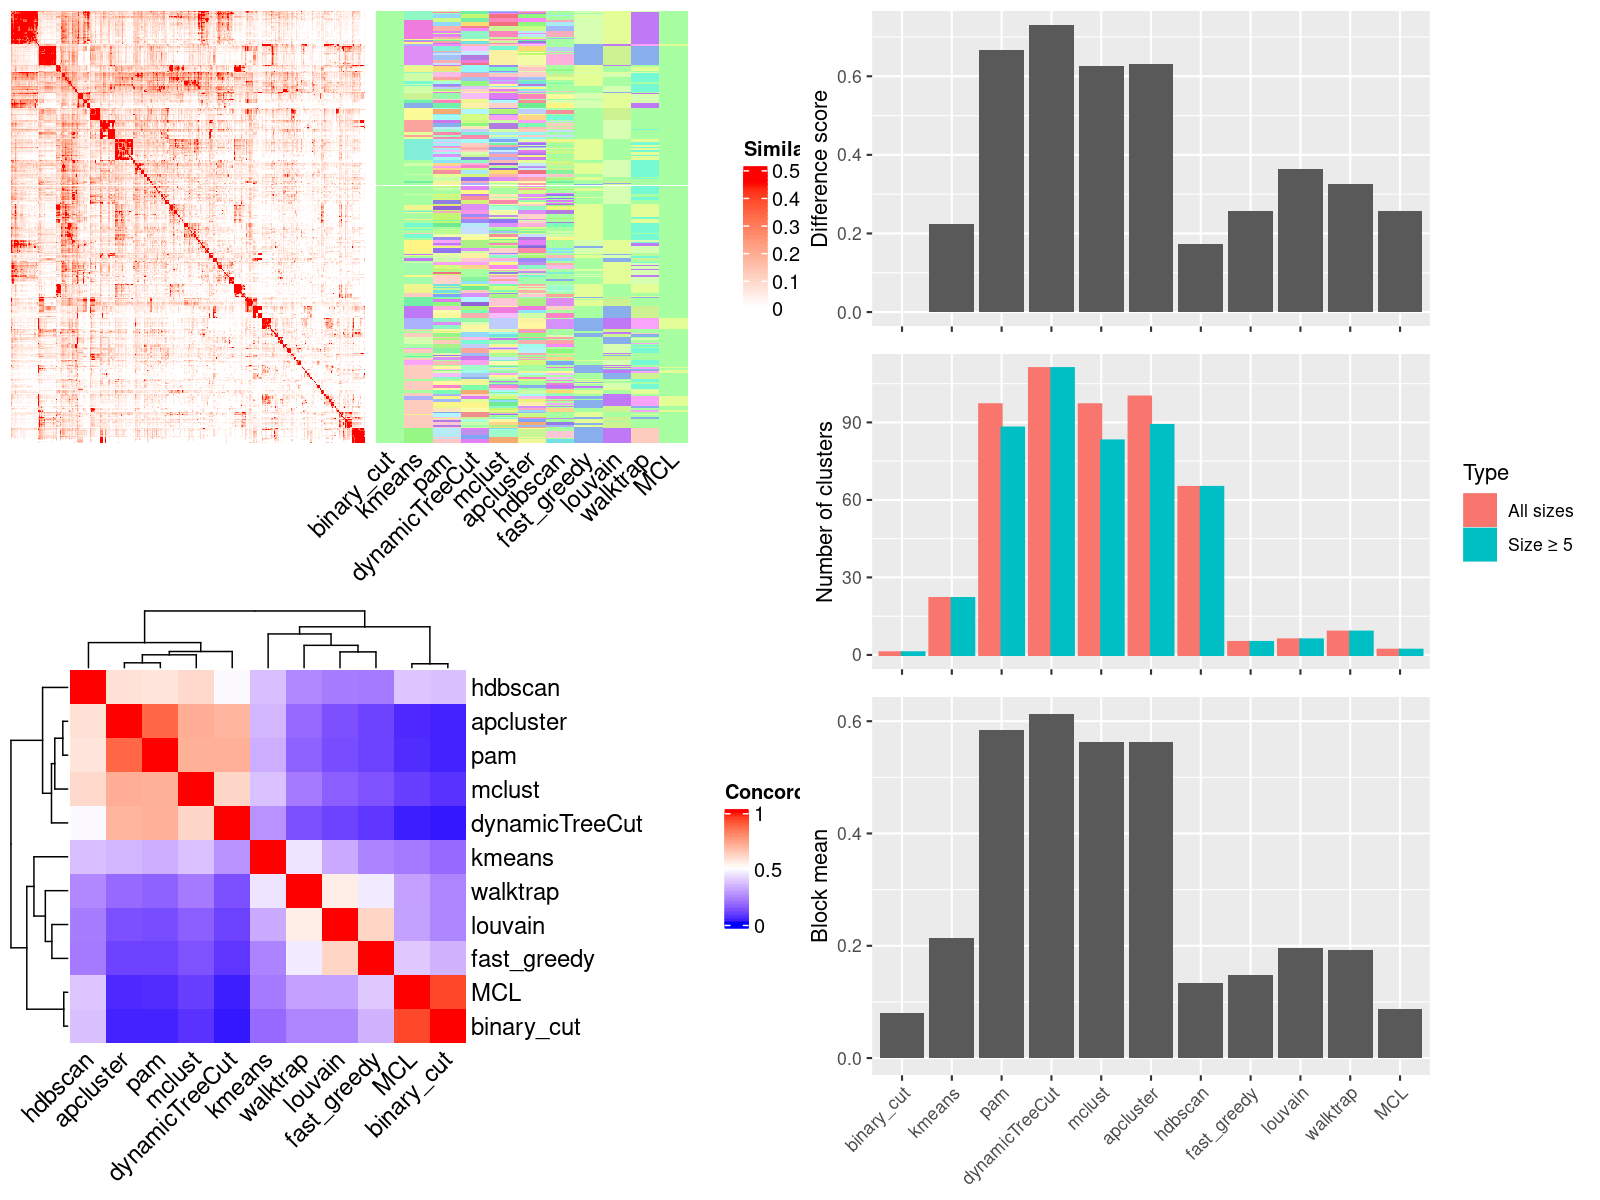 Simila
0.5
0.4
0.3
0.2
0.1
0
binary_cut
kmeans
pam
dynamicTreeCut
mclust
apcluster
hdbscan
fast_greedy
louvain
walktrap
MCL
hdbscan
apcluster
pam
mclust
dynamicTreeCut
kmeans
walktrap
louvain
fast_greedy
MCL
binary_cut
hdbscan
apcluster
pam
mclust
dynamicTreeCut
kmeans
walktrap
louvain
fast_greedy
MCL
binary_cut
Concord
1
0.5
0
Difference score
0.6
0.4
0.2
0.0
Number of clusters
90
60
30
0
Type
All sizes
Size ≥ 5
Block mean
0.6
0.4
0.2
0.0
binary_cut
kmeans
pam
dynamicTreeCut
mclust
apcluster
hdbscan
fast_greedy
louvain
walktrap
MCL